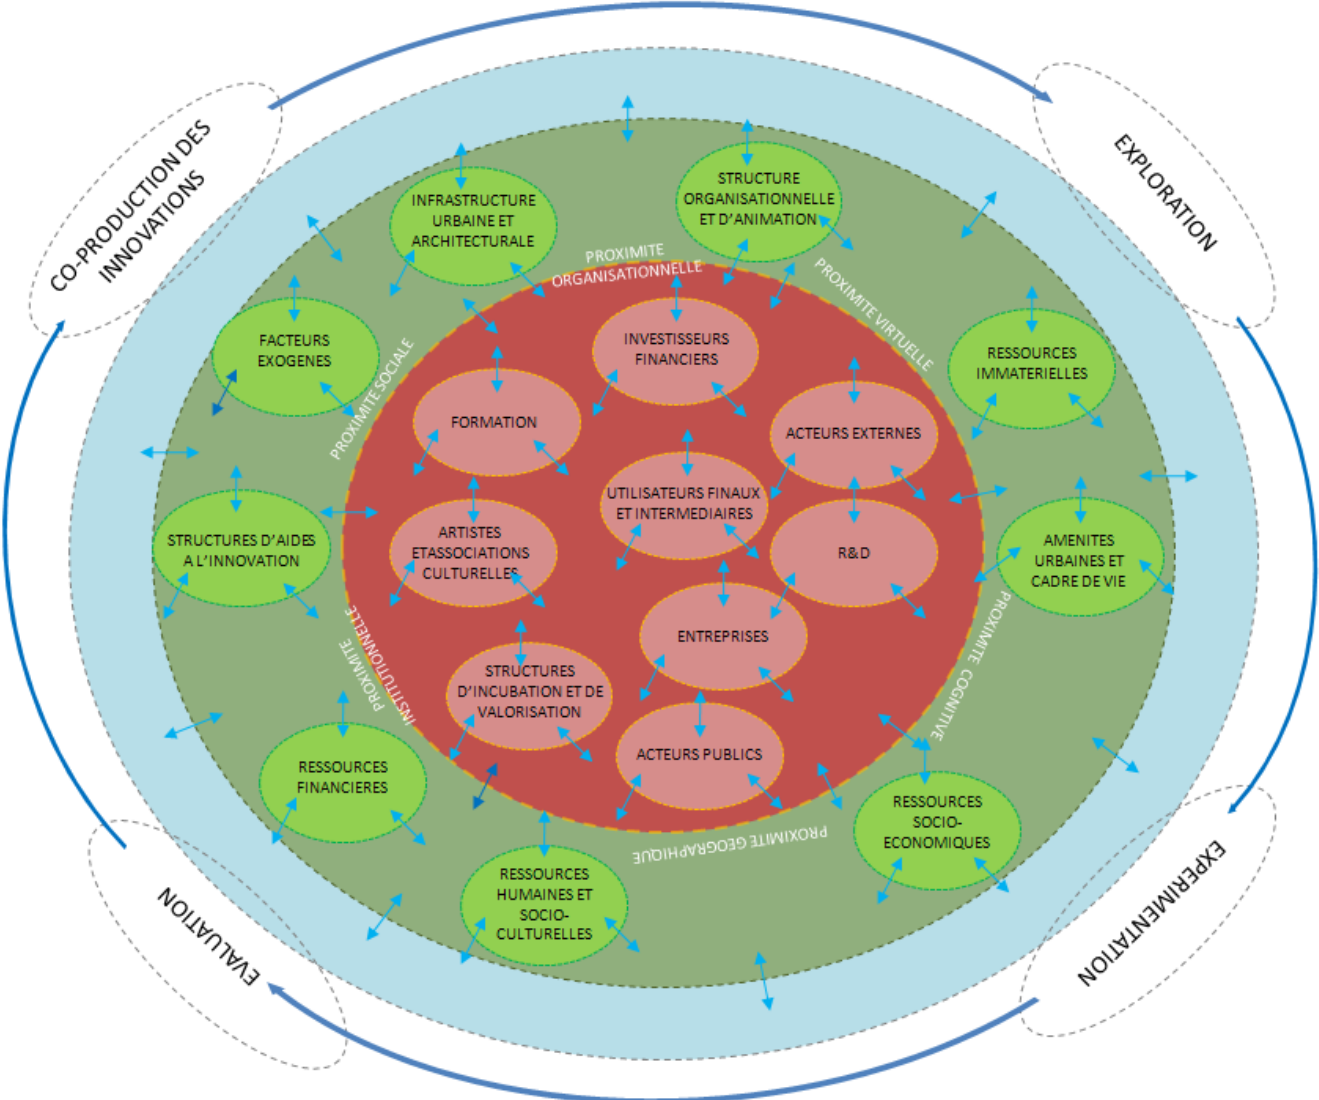 CO-PRODUCTION DES
INNOVATIONS
EXPLORATION
EXPERIMENTATION
EVALUATION
INFRASTRUCTURE
URBAINE ET
ARCHITECTURALE
STRUCTURE
ORGANISATIONNELLE
ET D’ANIMATION
FACTEURS
EXOGENES
RESSOURCES
IMMATERIELLES
STRUCTURES D’AIDES
A L’INNOVATION
AMENITES
URBAINES ET
CADRE DE VIE
RESSOURCES
FINANCIERES
RESSOURCES
HUMAINES ET
SOCIO-
CULTURELLES
RESSOURCES
SOCIO-
ECONOMIQUES
PROXIMITE
ORGANISATIONNELLE
PROXIMITE VIRTUELLE
PROXIMITE SOCIALE
PROXIMITE
INSTITUTIONNELLE
PROXIMITE COGNITIVE
PROXIMITE GEOGRAPHIQUE
INVESTISSEURS
FINANCIERS
FORMATION
ACTEURS EXTERNES
UTILISATEURS FINAUX
ET INTERMEDIAIRES
ARTISTES
ETASSOCIATIONS
CULTURELLES
R&D
ENTREPRISES
STRUCTURES
D’INCUBATION ET DE
VALORISATION
ACTEURS PUBLICS